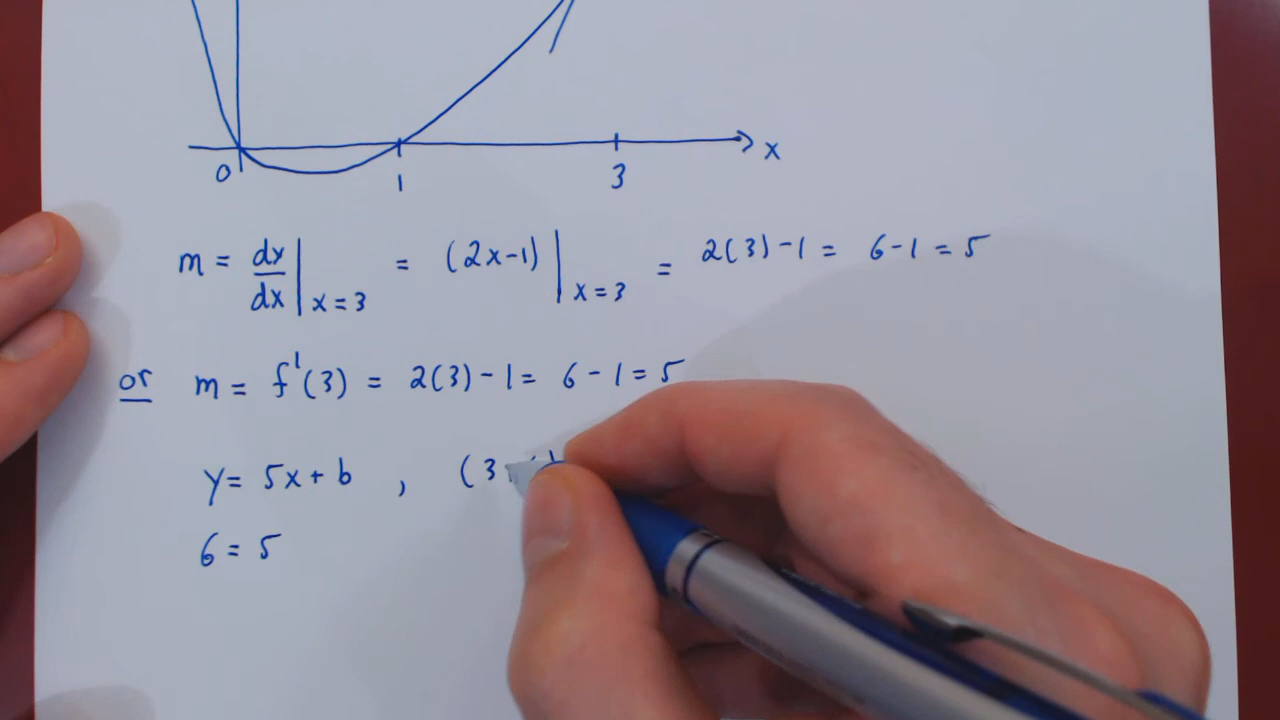 0 1 3 x
m = dy/dx | x=3 = (2x-1) | x=3 = 2(3)-1 = 6-1 = 5
or m = f'(3) = 2(3)-1 = 6-1 = 5
y = 5x + b , (3
6 = 5